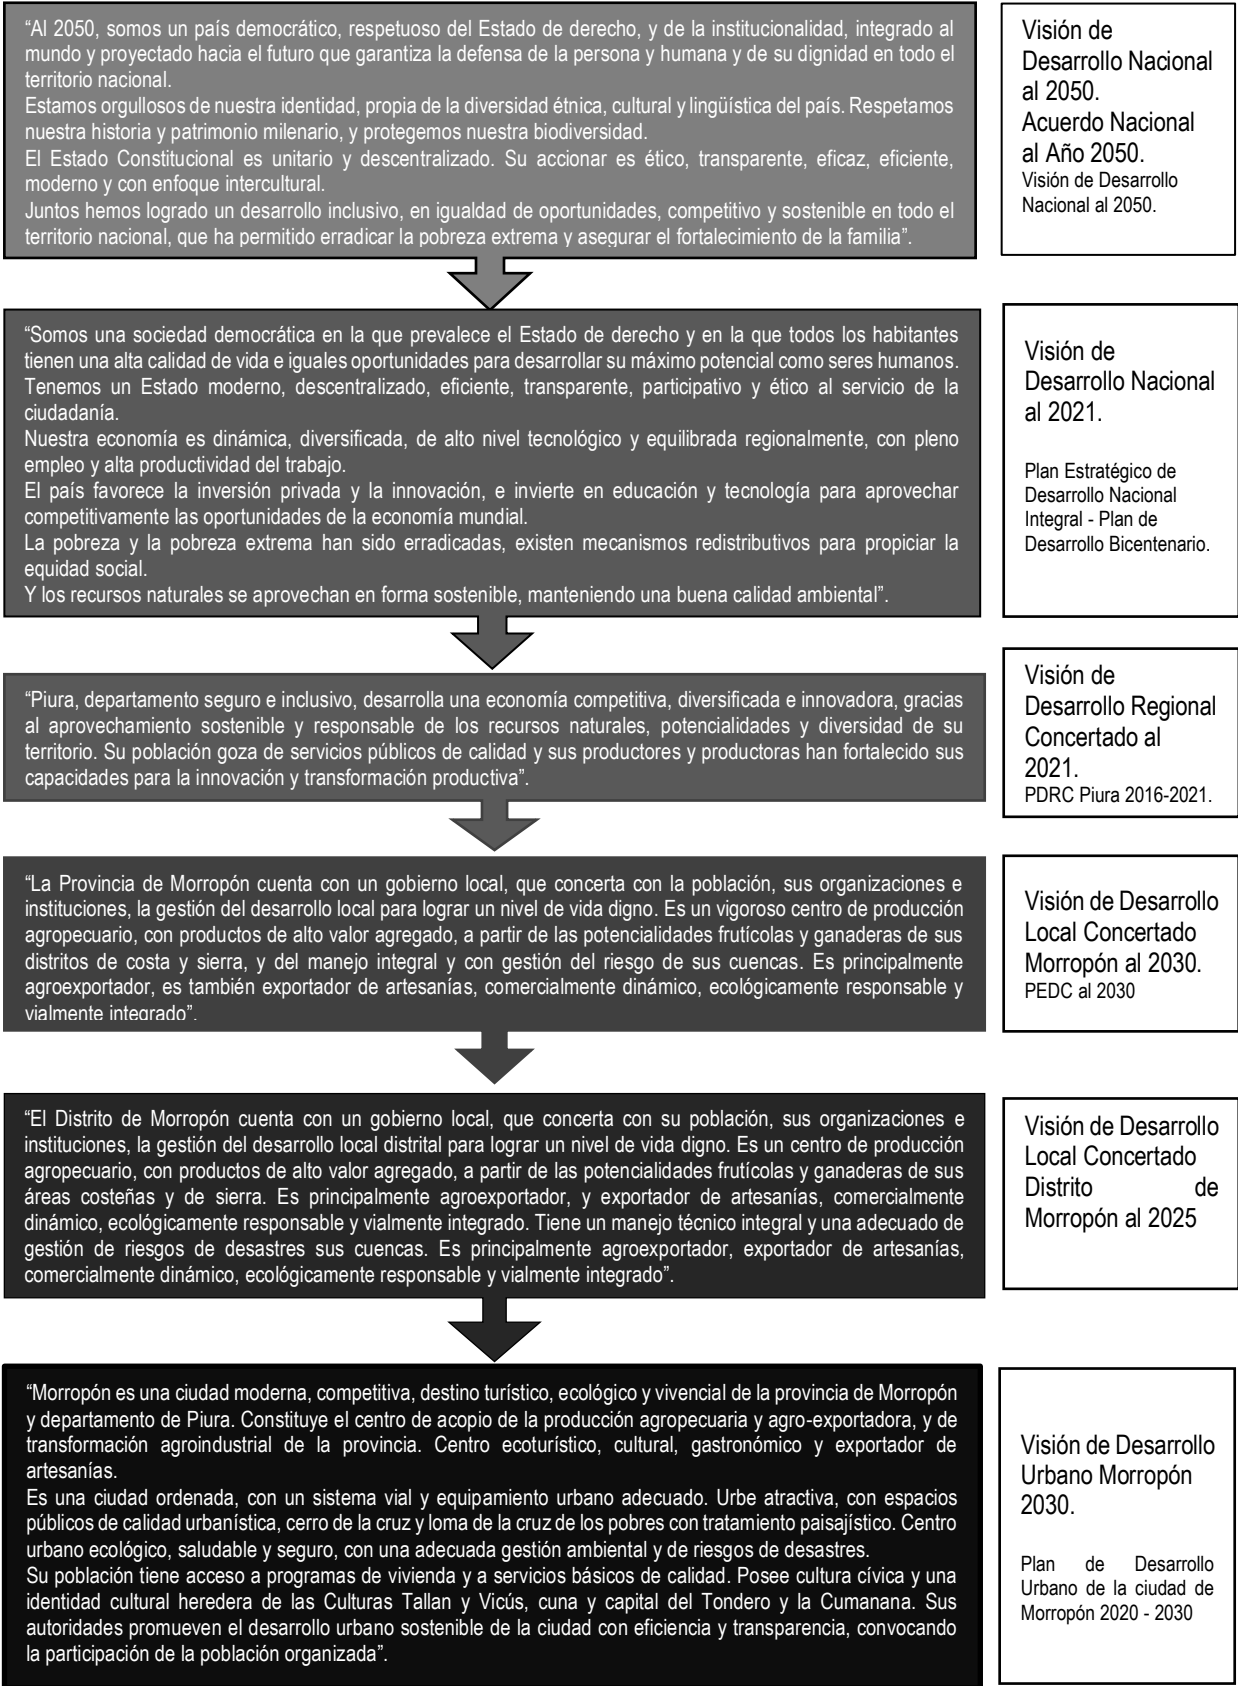 “Al 2050, somos un país democrático, respetuoso del Estado de derecho, y de la institucionalidad, integrado al
mundo y proyectado hacia el futuro que garantiza la defensa de la persona y humana y de su dignidad en todo el
territorio nacional.
Estamos orgullosos de nuestra identidad, propia de la diversidad étnica, cultural y lingüística del país. Respetamos
nuestra historia y patrimonio milenario, y protegemos nuestra biodiversidad.
El Estado Constitucional es unitario y descentralizado. Su accionar es ético, transparente, eficaz, eficiente,
moderno y con enfoque intercultural.
Juntos hemos logrado un desarrollo inclusivo, en igualdad de oportunidades, competitivo y sostenible en todo el
territorio nacional, que ha permitido erradicar la pobreza extrema y asegurar el fortalecimiento de la familia”.
Visión de
Desarrollo Nacional
al 2050.
Acuerdo Nacional
al Año 2050.
Visión de Desarrollo
Nacional al 2050.
“Somos una sociedad democrática en la que prevalece el Estado de derecho y en la que todos los habitantes
tienen una alta calidad de vida e iguales oportunidades para desarrollar su máximo potencial como seres humanos.
Tenemos un Estado moderno, descentralizado, eficiente, transparente, participativo y ético al servicio de la
ciudadanía.
Nuestra economía es dinámica, diversificada, de alto nivel tecnológico y equilibrada regionalmente, con pleno
empleo y alta productividad del trabajo.
El país favorece la inversión privada y la innovación, e invierte en educación y tecnología para aprovechar
competitivamente las oportunidades de la economía mundial.
La pobreza y la pobreza extrema han sido erradicadas, existen mecanismos redistributivos para propiciar la
equidad social.
Y los recursos naturales se aprovechan en forma sostenible, manteniendo una buena calidad ambiental”.
Visión de
Desarrollo Nacional
al 2021.
Plan Estratégico de
Desarrollo Nacional
Integral - Plan de
Desarrollo Bicentenario.
“Piura, departamento seguro e inclusivo, desarrolla una economía competitiva, diversificada e innovadora, gracias
al aprovechamiento sostenible y responsable de los recursos naturales, potencialidades y diversidad de su
territorio. Su población goza de servicios públicos de calidad y sus productores y productoras han fortalecido sus
capacidades para la innovación y transformación productiva”.
Visión de
Desarrollo Regional
Concertado al
2021.
PDRC Piura 2016-2021.
“La Provincia de Morropón cuenta con un gobierno local, que concerta con la población, sus organizaciones e
instituciones, la gestión del desarrollo local para lograr un nivel de vida digno. Es un vigoroso centro de producción
agropecuario, con productos de alto valor agregado, a partir de las potencialidades frutícolas y ganaderas de sus
distritos de costa y sierra, y del manejo integral y con gestión del riesgo de sus cuencas. Es principalmente
agroexportador, es también exportador de artesanías, comercialmente dinámico, ecológicamente responsable y
vialmente integrado”.
Visión de Desarrollo
Local Concertado
Morropón al 2030.
PEDC al 2030
“El Distrito de Morropón cuenta con un gobierno local, que concerta con su población, sus organizaciones e
instituciones, la gestión del desarrollo local distrital para lograr un nivel de vida digno. Es un centro de producción
agropecuario, con productos de alto valor agregado, a partir de las potencialidades frutícolas y ganaderas de sus
áreas costeñas y de sierra. Es principalmente agroexportador, y exportador de artesanías, comercialmente
dinámico, ecológicamente responsable y vialmente integrado. Tiene un manejo técnico integral y una adecuado de
gestión de riesgos de desastres sus cuencas. Es principalmente agroexportador, exportador de artesanías,
comercialmente dinámico, ecológicamente responsable y vialmente integrado”.
Visión de Desarrollo
Local Concertado
Distrito de
Morropón al 2025
“Morropón es una ciudad moderna, competitiva, destino turístico, ecológico y vivencial de la provincia de Morropón
y departamento de Piura. Constituye el centro de acopio de la producción agropecuaria y agro-exportadora, y de
transformación agroindustrial de la provincia. Centro ecoturístico, cultural, gastronómico y exportador de
artesanías.
Es una ciudad ordenada, con un sistema vial y equipamiento urbano adecuado. Urbe atractiva, con espacios
públicos de calidad urbanística, cerro de la cruz y loma de la cruz de los pobres con tratamiento paisajístico. Centro
urbano ecológico, saludable y seguro, con una adecuada gestión ambiental y de riesgos de desastres.
Su población tiene acceso a programas de vivienda y a servicios básicos de calidad. Posee cultura cívica y una
identidad cultural heredera de las Culturas Tallan y Vicús, cuna y capital del Tondero y la Cumanana. Sus
autoridades promueven el desarrollo urbano sostenible de la ciudad con eficiencia y transparencia, convocando
la participación de la población organizada”.
Visión de Desarrollo
Urbano Morropón
2030.
Plan de Desarrollo
Urbano de la ciudad de
Morropón 2020 - 2030